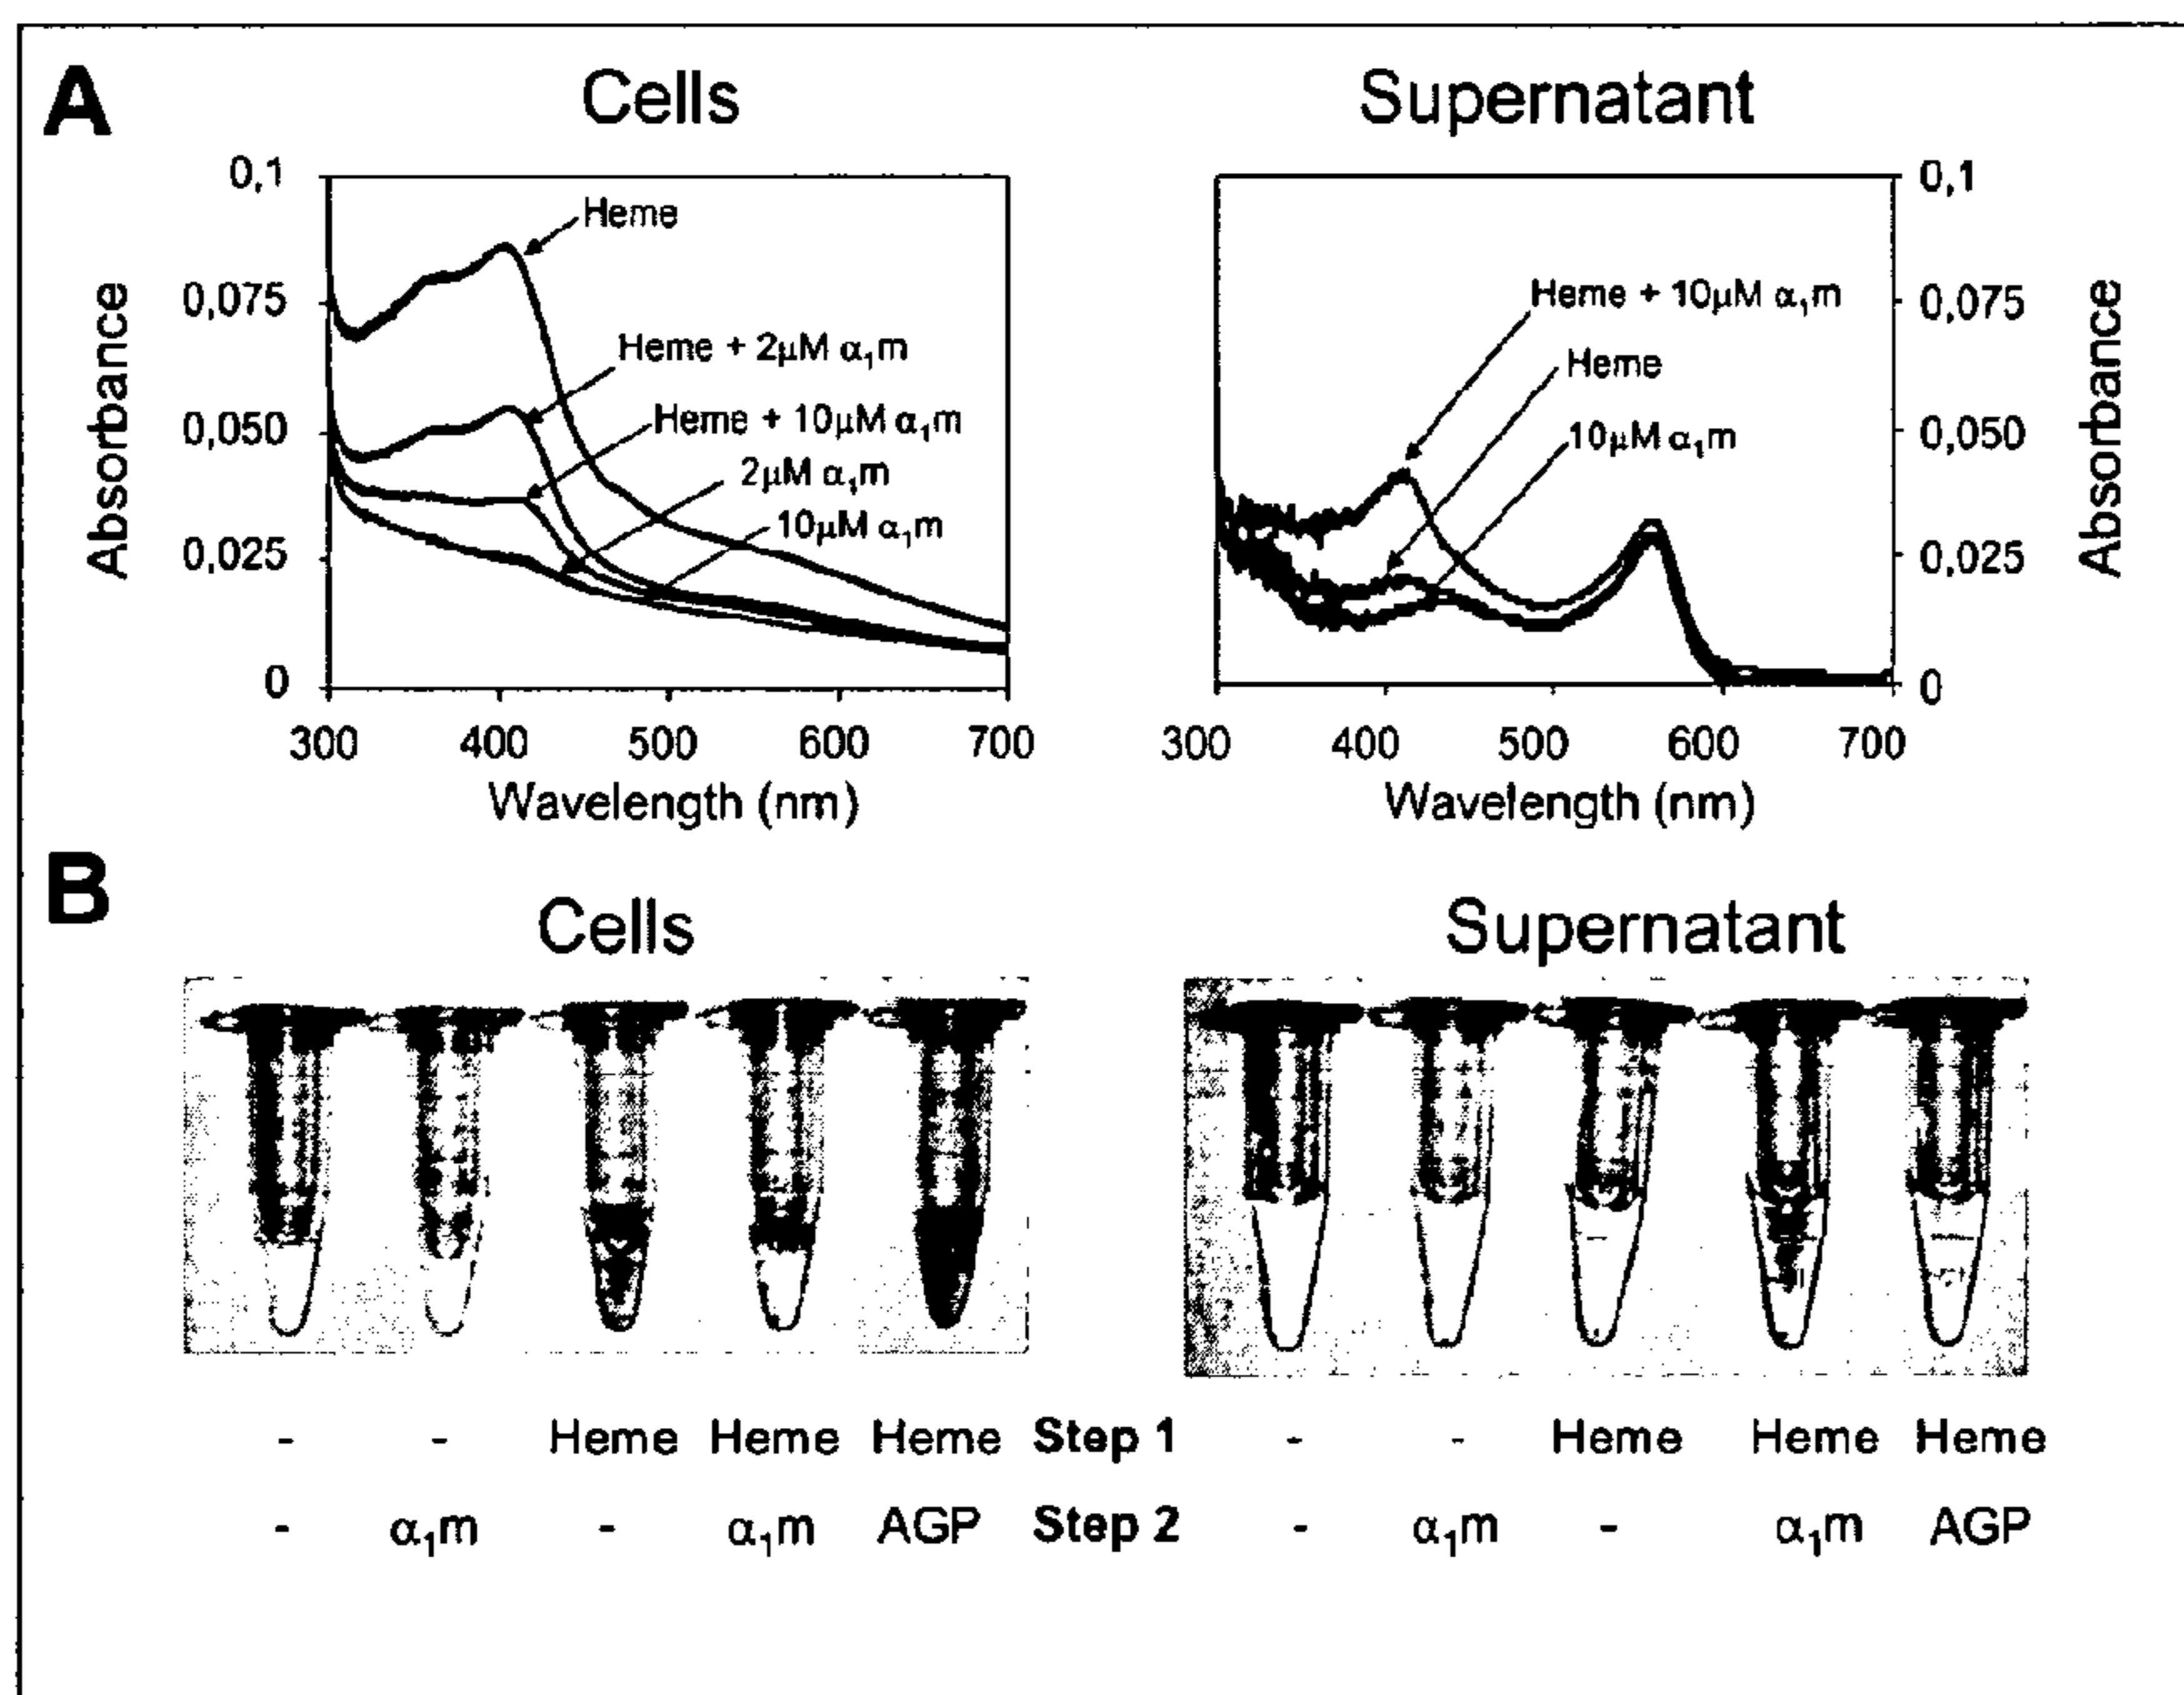 A
Cells
Supernatant
0,1
0,075
0,050
0,025
0
Absorbance
Heme
Heme + 2µM α₁m
Heme + 10µM α₁m
2µM α₁m
10µM α₁m
300 400 500 600 700
Wavelength (nm)
Heme + 10µM α₁m
Heme
10µM α₁m
0,1
0,075
0,050
0,025
0
Absorbance
300 400 500 600 700
Wavelength (nm)
B
Cells
Supernatant
- - Heme Heme Heme Step 1 - - Heme Heme Heme
- α₁m - α₁m AGP Step 2 - α₁m - α₁m AGP